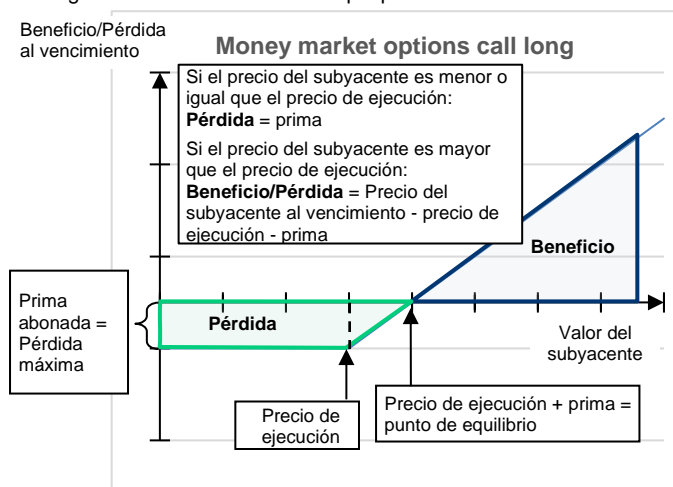 Beneficio/Pérdida
al vencimiento
Money market options call long
Si el precio del subyacente es menor o
igual que el precio de ejecución:
Pérdida = prima
Si el precio del subyacente es mayor
que el precio de ejecución:
Beneficio/Pérdida = Precio del
subyacente al vencimiento - precio de
ejecución - prima
Beneficio
Prima
abonada =
Pérdida
máxima
Pérdida
Valor del
subyacente
Precio de
ejecución
Precio de ejecución + prima =
punto de equilibrio